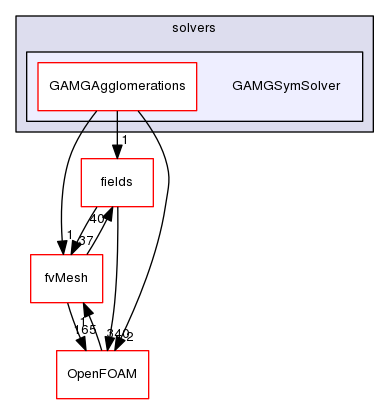 solvers
GAMGAgglomerations
GAMGSymSolver
1
fields
1
40
37
fvMesh
1
165
340
2
OpenFOAM